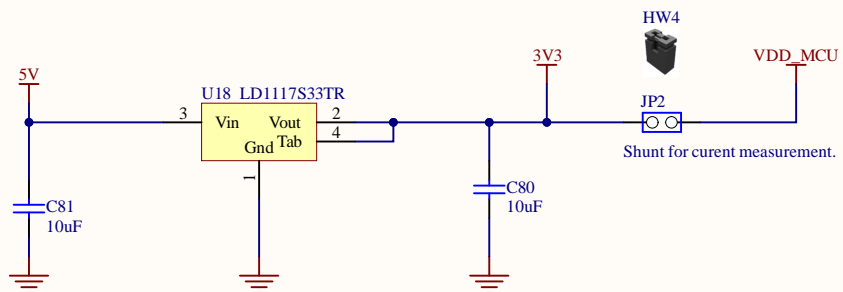 HW4
5V
3V3
VDD_MCU
U18 LD1117S33TR
JP2
3
Vin
Vout
2
Tab
4
Gnd
1
Shunt for curent measurement.
C81
10uF
C80
10uF